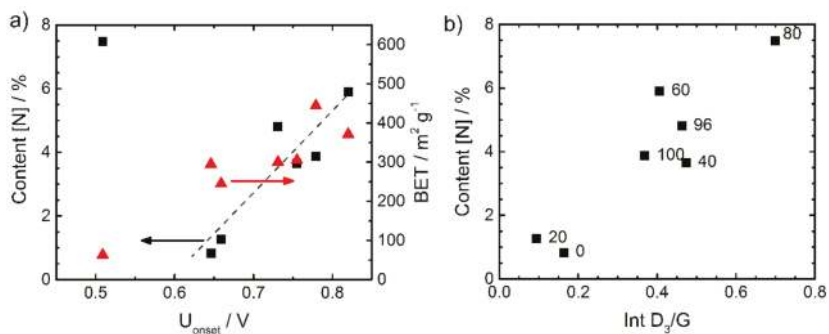 a)
Content [N] / %
8
6
4
2
0
600
500
400
300
200
100
0
BET / m² g⁻¹
0.5 0.6 0.7 0.8
U_onset / V
b)
Content [N] / %
8
6
4
2
0
80
60
96
100
40
20
0
0.0 0.2 0.4 0.6 0.8
Int D₃/G